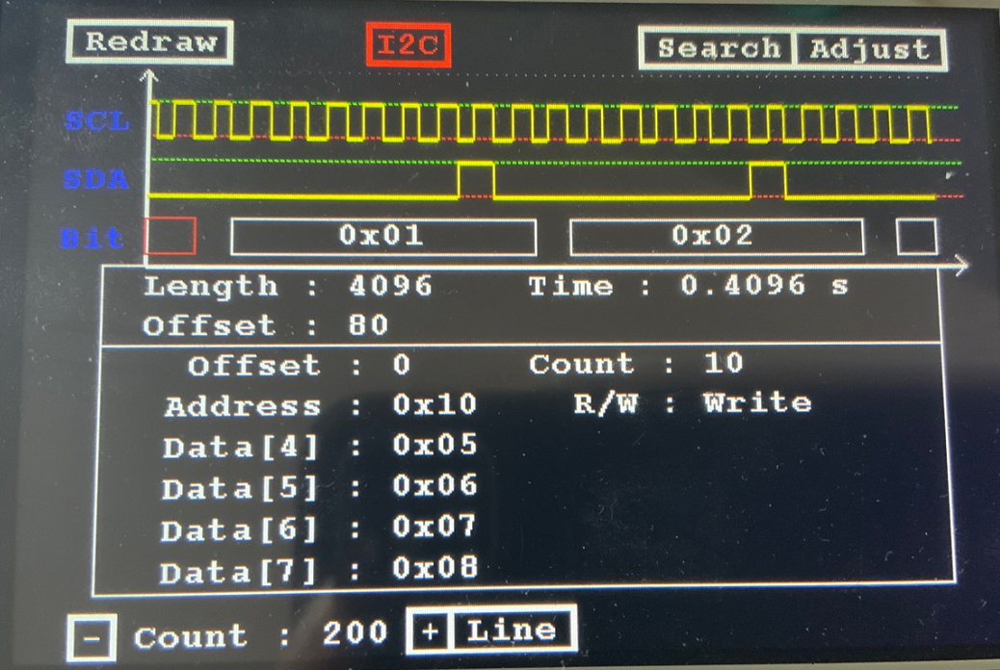 Redraw I2C Search Adjust
SCL
SDA
Bit 0x01 0x02
Length : 4096 Time : 0.4096 s
Offset : 80
Offset : 0 Count : 10
Address : 0x10 R/W : Write
Data[4] : 0x05
Data[5] : 0x06
Data[6] : 0x07
Data[7] : 0x08
- Count : 200 + Line